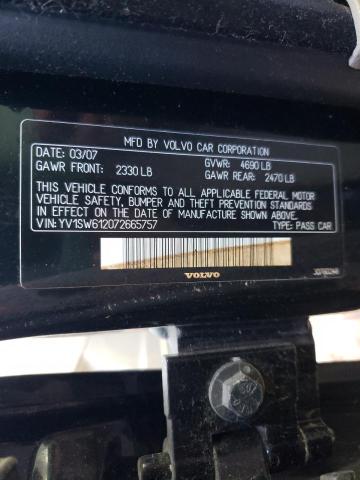 MFD BY VOLVO CAR CORPORATION
DATE: 03/07 GVWR: 4690 LB
GAWR FRONT: 2330 LB GAWR REAR: 2470 LB
THIS VEHICLE CONFORMS TO ALL APPLICABLE FEDERAL MOTOR
VEHICLE SAFETY, BUMPER AND THEFT PREVENTION STANDARDS
IN EFFECT ON THE DATE OF MANUFACTURE SHOWN ABOVE.
VIN: YV1SW612072665757 TYPE: PASS CAR
VOLVO